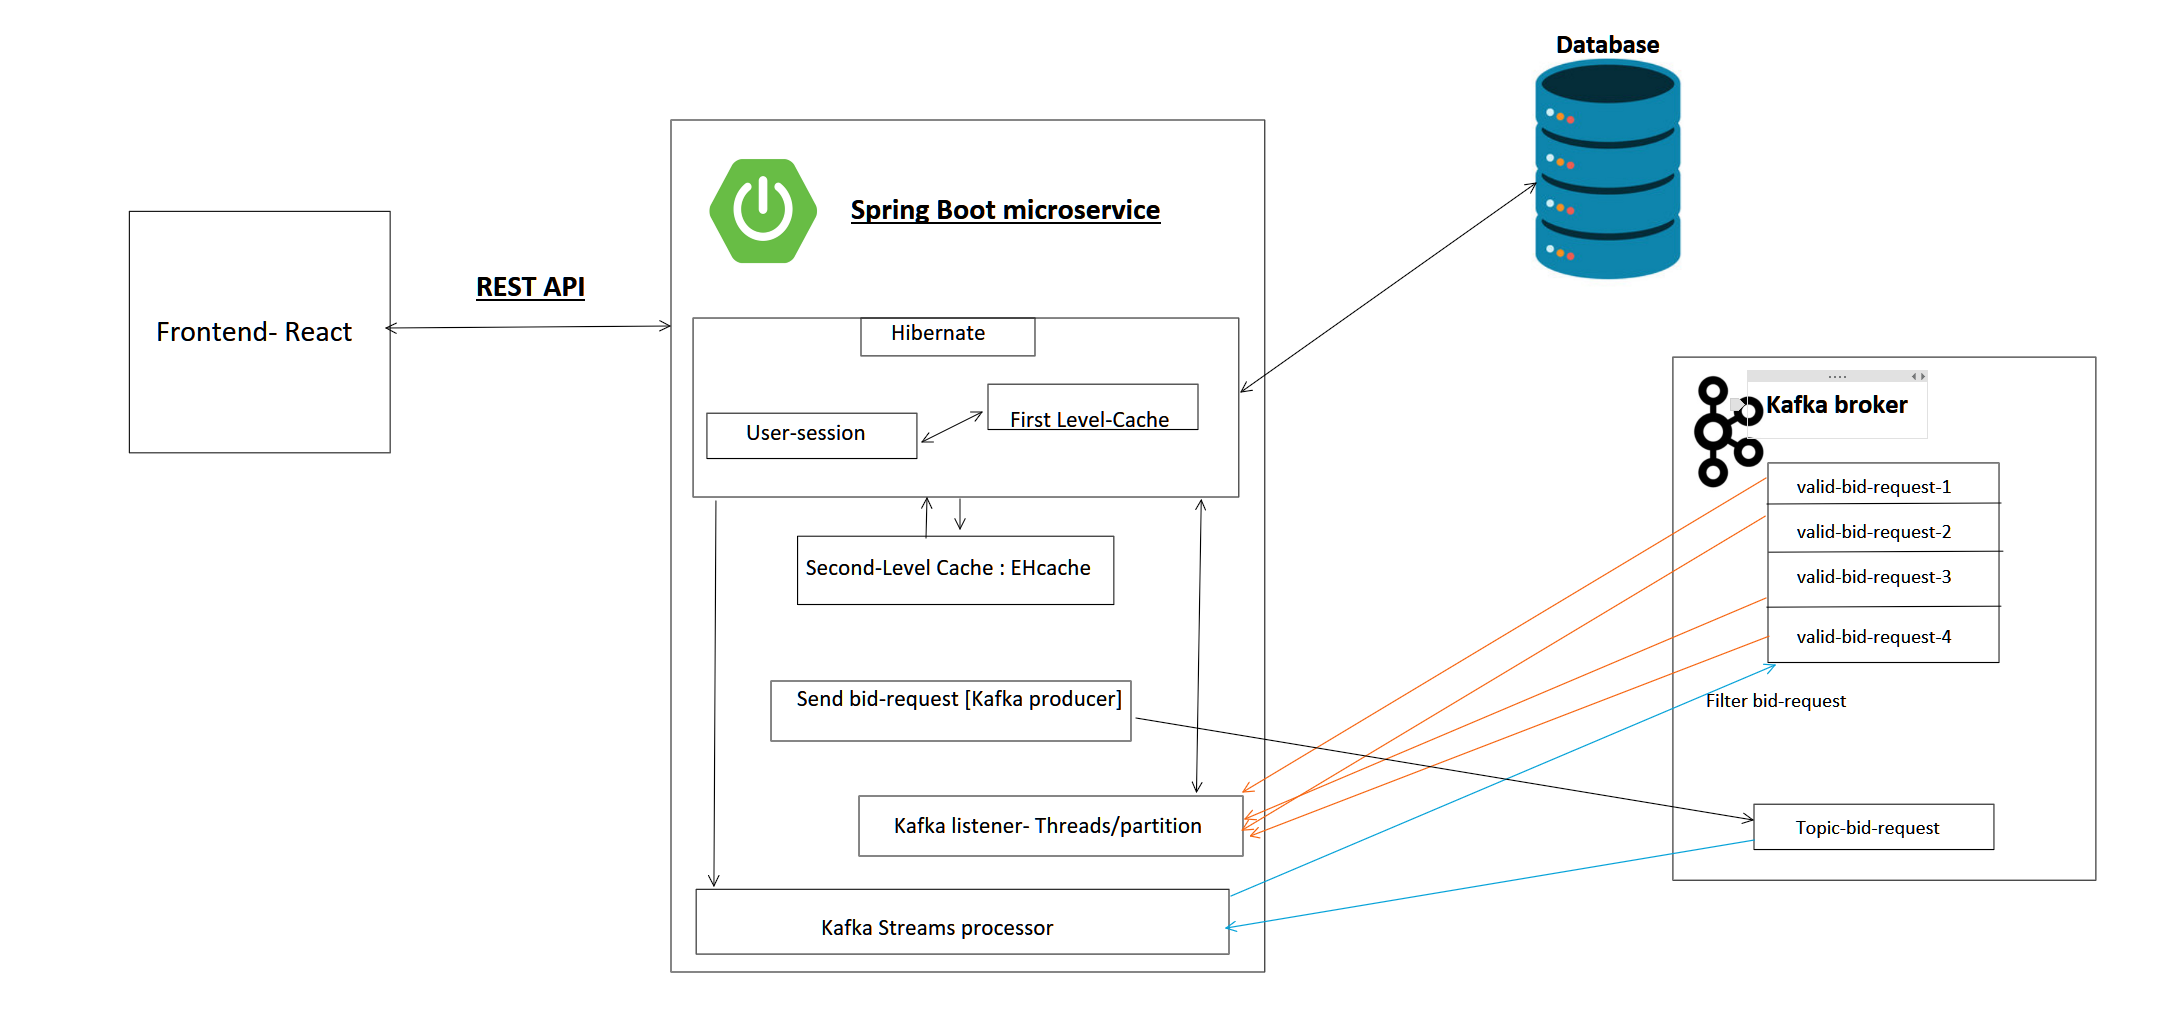 Database
Spring Boot microservice
REST API
Frontend- React
Hibernate
User-session
First Level-Cache
Second-Level Cache : EHcache
Send bid-request [Kafka producer]
Kafka listener- Threads/partition
Kafka Streams processor
Kafka broker
valid-bid-request-1
valid-bid-request-2
valid-bid-request-3
valid-bid-request-4
Filter bid-request
Topic-bid-request